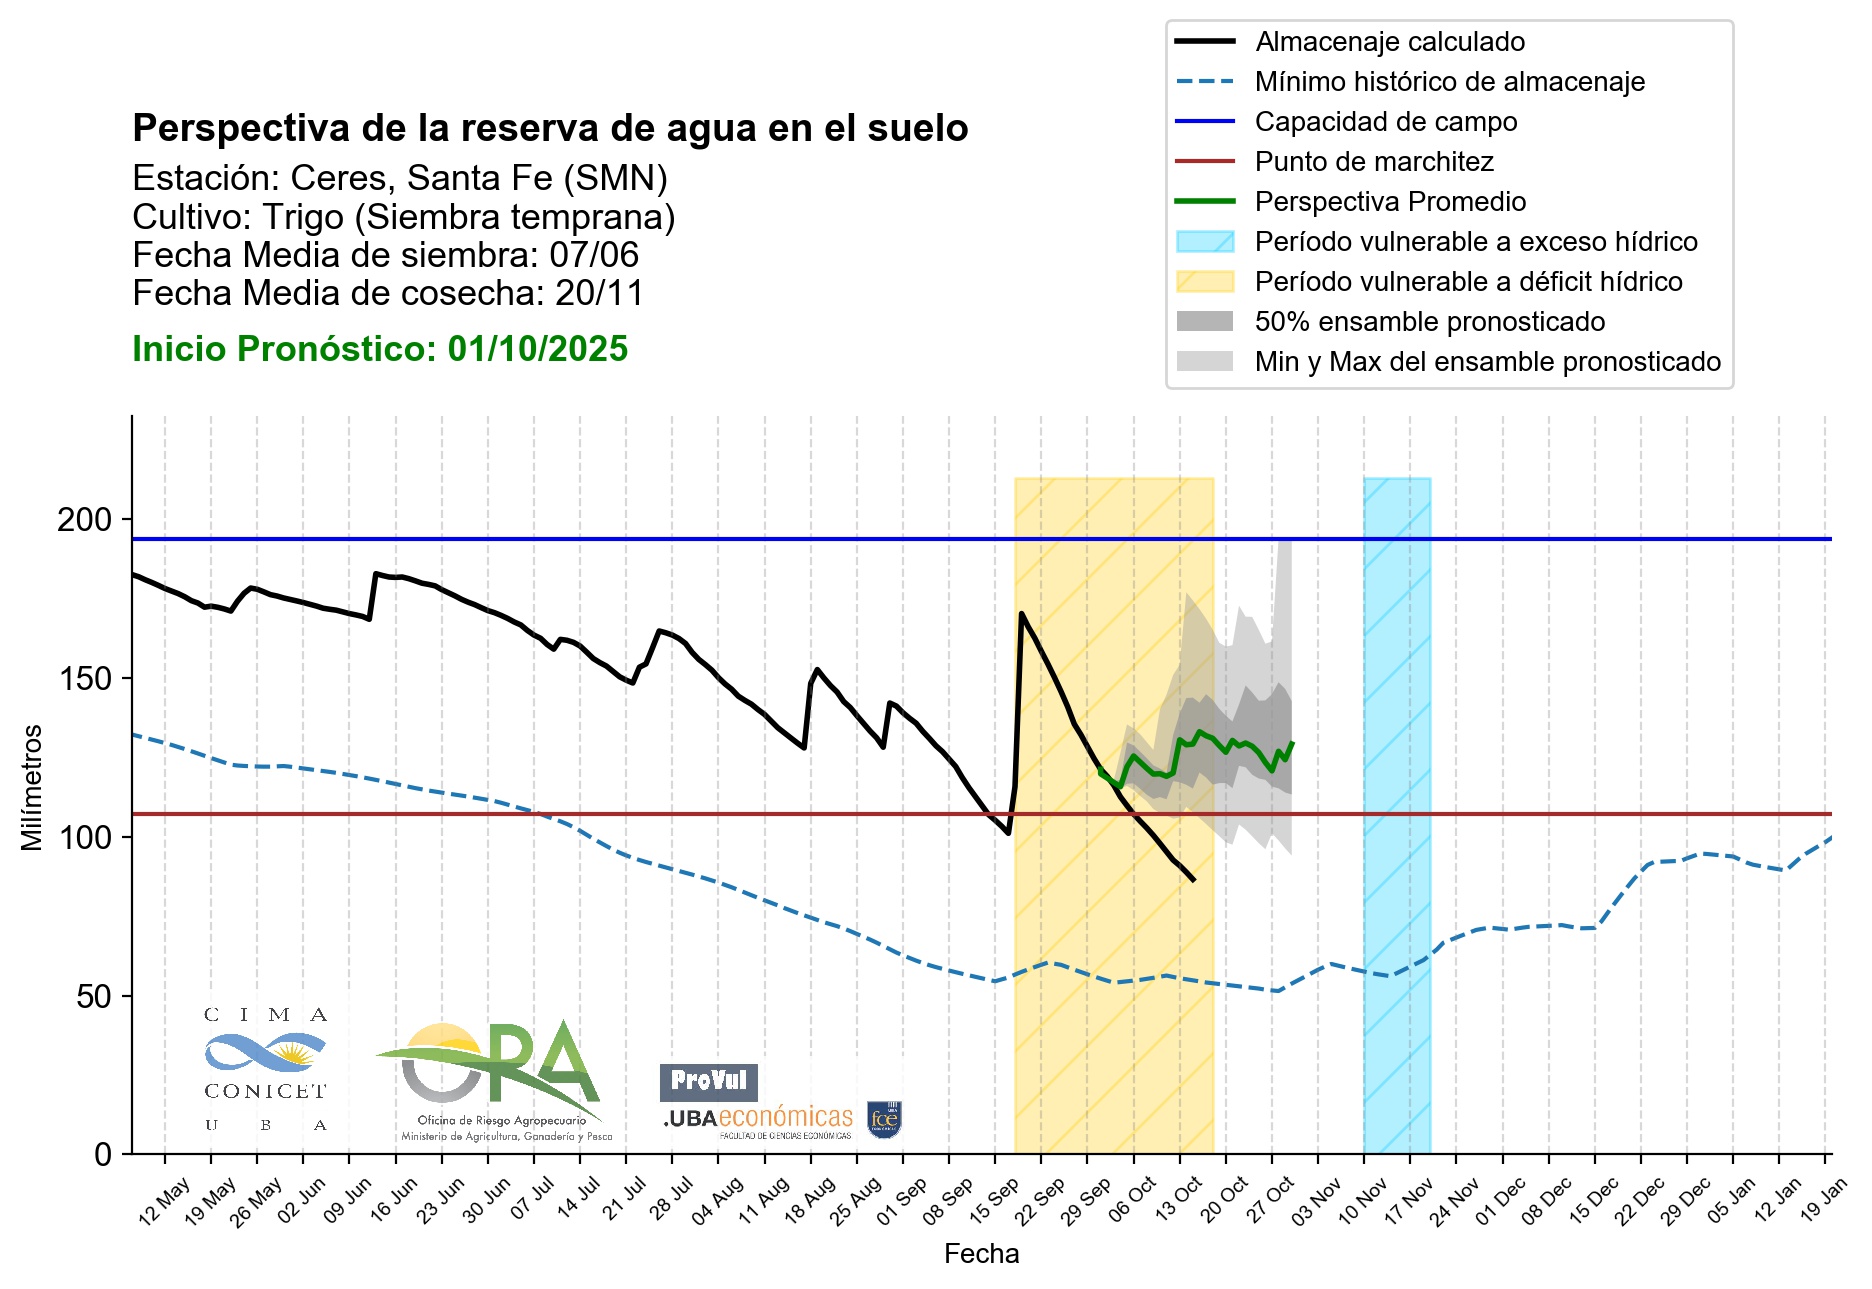 Almacenaje calculado
Mínimo histórico de almacenaje
Capacidad de campo
Punto de marchitez
Perspectiva Promedio
Período vulnerable a exceso hídrico
Período vulnerable a déficit hídrico
50% ensamble pronosticado
Min y Max del ensamble pronosticado
Perspectiva de la reserva de agua en el suelo
Estación: Ceres, Santa Fe (SMN)
Cultivo: Trigo (Siembra temprana)
Fecha Media de siembra: 07/06
Fecha Media de cosecha: 20/11
Inicio Pronóstico: 01/10/2025
Milímetros
200
150
100
50
0
CIMA
CONICET
UBA
ORA
Oficina de Riesgo Agropecuario
Ministerio de Agricultura, Ganadería y Pesca
ProVul
.UBAeconómicas
FACULTAD DE CIENCIAS ECONÓMICAS
UBA
fce
12 May
19 May
26 May
02 Jun
09 Jun
16 Jun
23 Jun
30 Jun
07 Jul
14 Jul
21 Jul
28 Jul
04 Aug
11 Aug
18 Aug
25 Aug
01 Sep
08 Sep
15 Sep
22 Sep
29 Sep
06 Oct
13 Oct
20 Oct
27 Oct
03 Nov
10 Nov
17 Nov
24 Nov
01 Dec
08 Dec
15 Dec
22 Dec
29 Dec
05 Jan
12 Jan
19 Jan
Fecha